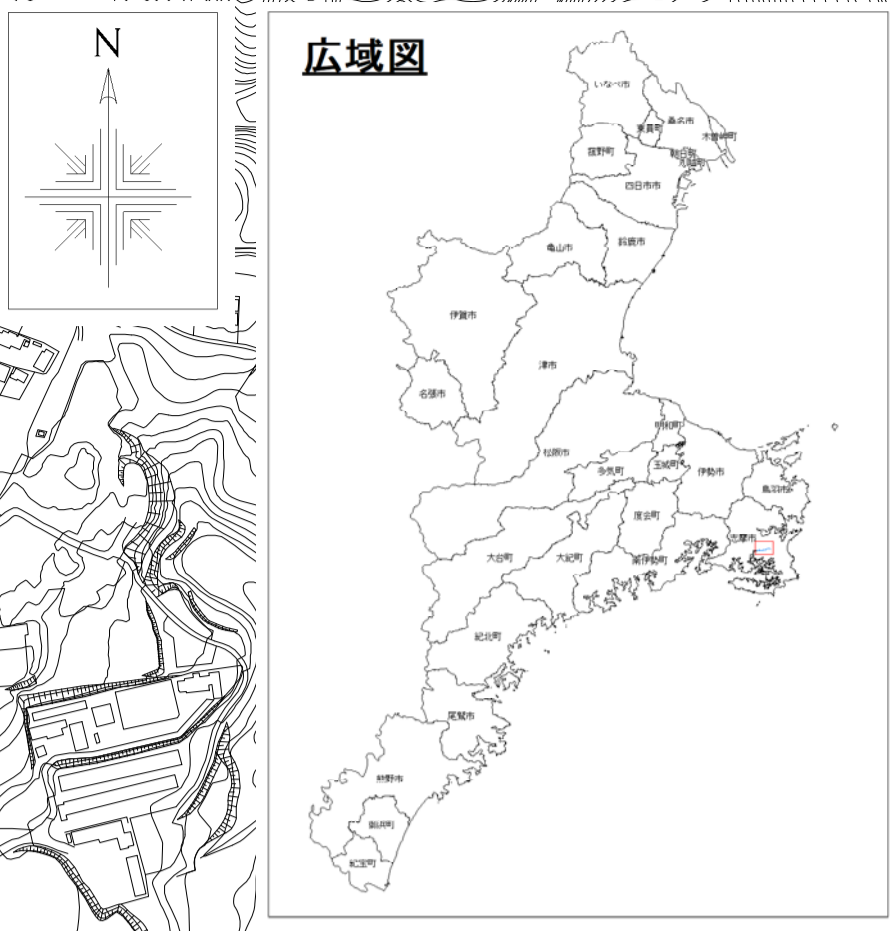 N
広域図
いなべ市
東員町
桑名市
木曽岬町
菰野町
朝日町
川越町
四日市市
亀山市
鈴鹿市
伊賀市
津市
名張市
明和町
松阪市
多気町
玉城町
伊勢市
鳥羽市
度会町
志摩市
大台町
大紀町
南伊勢町
紀北町
尾鷲市
熊野市
御浜町
紀宝町